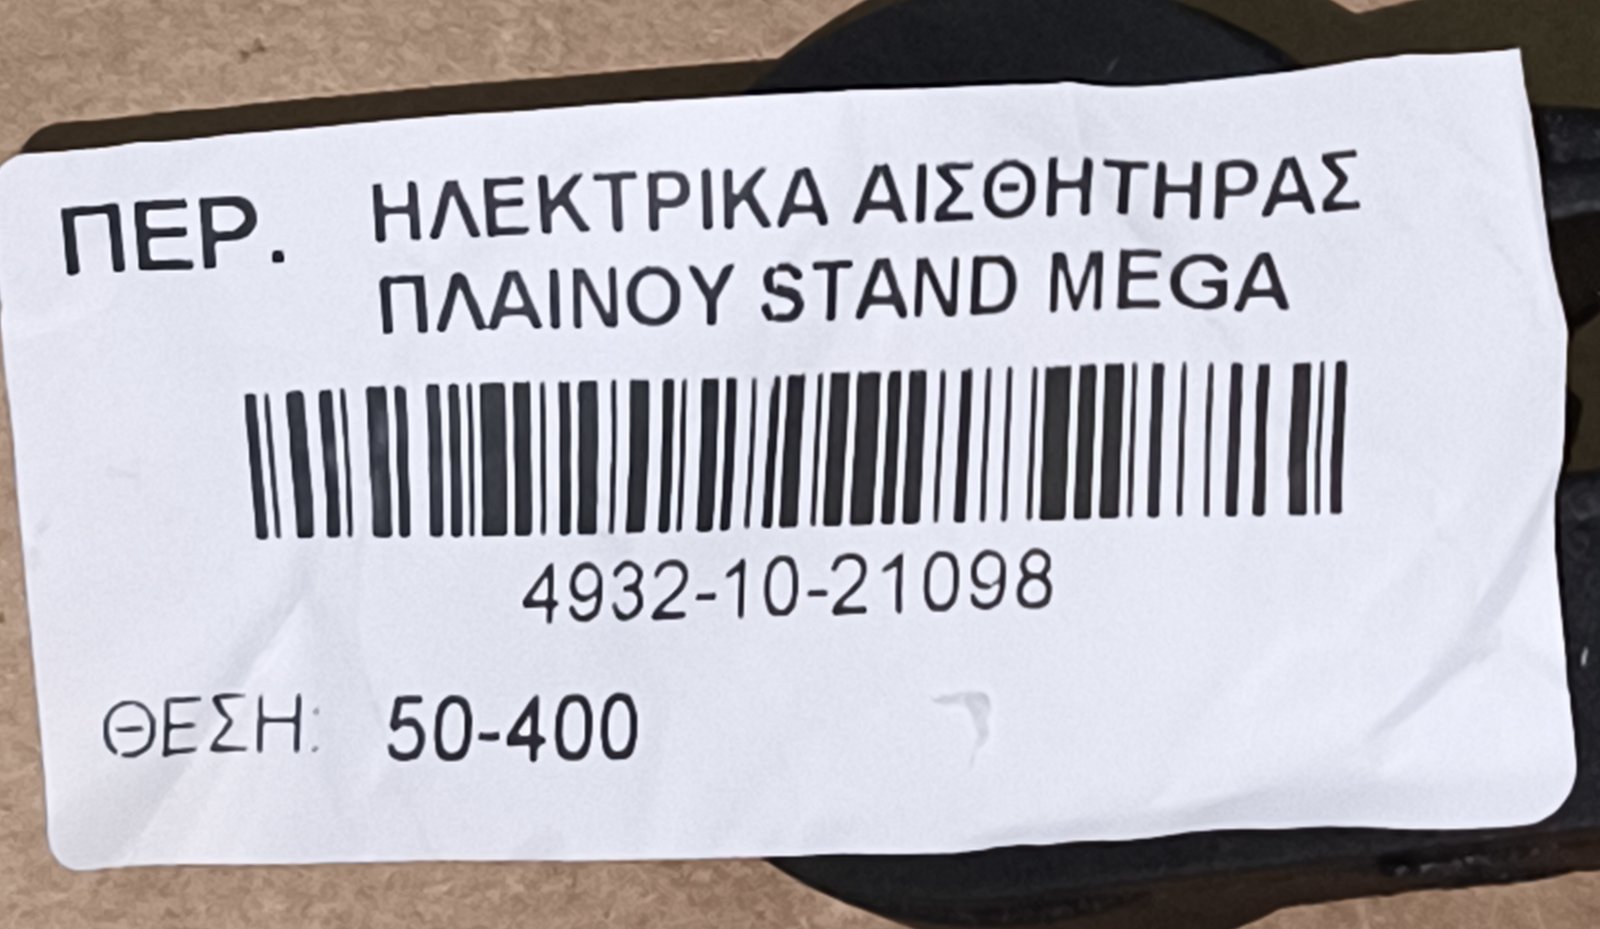 ΠΕΡ. ΗΛΕΚΤΡΙΚΑ ΑΙΣΘΗΤΗΡΑΣ
ΠΛΑΙΝΟΥ STAND MEGA
4932-10-21098
ΘΕΣΗ: 50-400